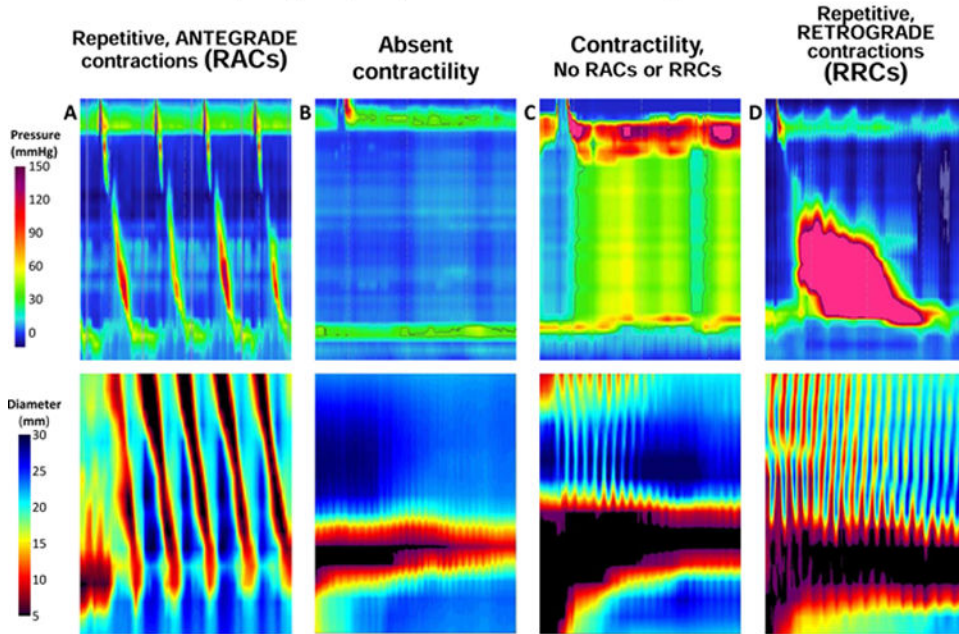 Repetitive, ANTEGRADE
contractions (RACs)
Absent
contractility
Contractility,
No RACs or RRCs
Repetitive,
RETROGRADE
contractions
(RRCs)
A
B
C
D
Pressure
(mmHg)
150
120
90
60
30
0
Diameter
(mm)
30
25
20
15
10
5